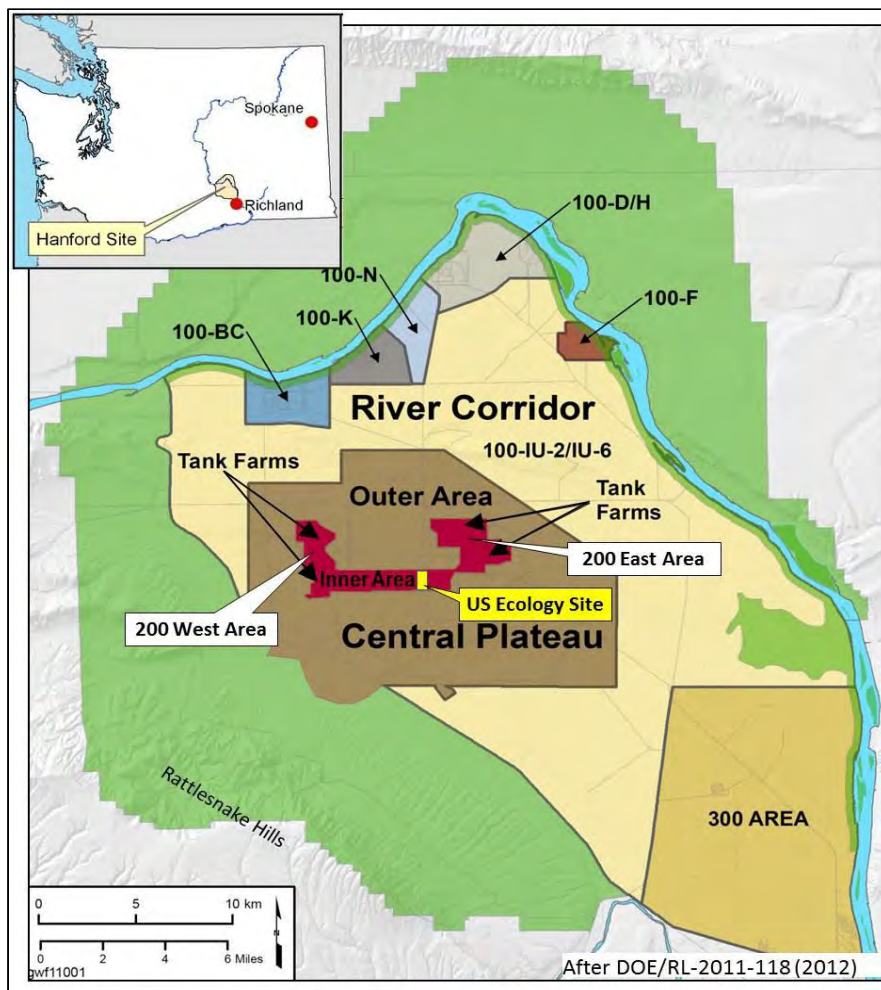 Spokane
Richland
Hanford Site
100-D/H
100-N
100-F
100-K
100-BC
River Corridor
100-IU-2/IU-6
Tank Farms
Outer Area
Tank
Farms
200 East Area
Inner Area
US Ecology Site
200 West Area
Central Plateau
Rattlesnake Hills
300 AREA
0 5 10 km
0 2 4 6 Miles
N
gwf11001
After DOE/RL-2011-118 (2012)